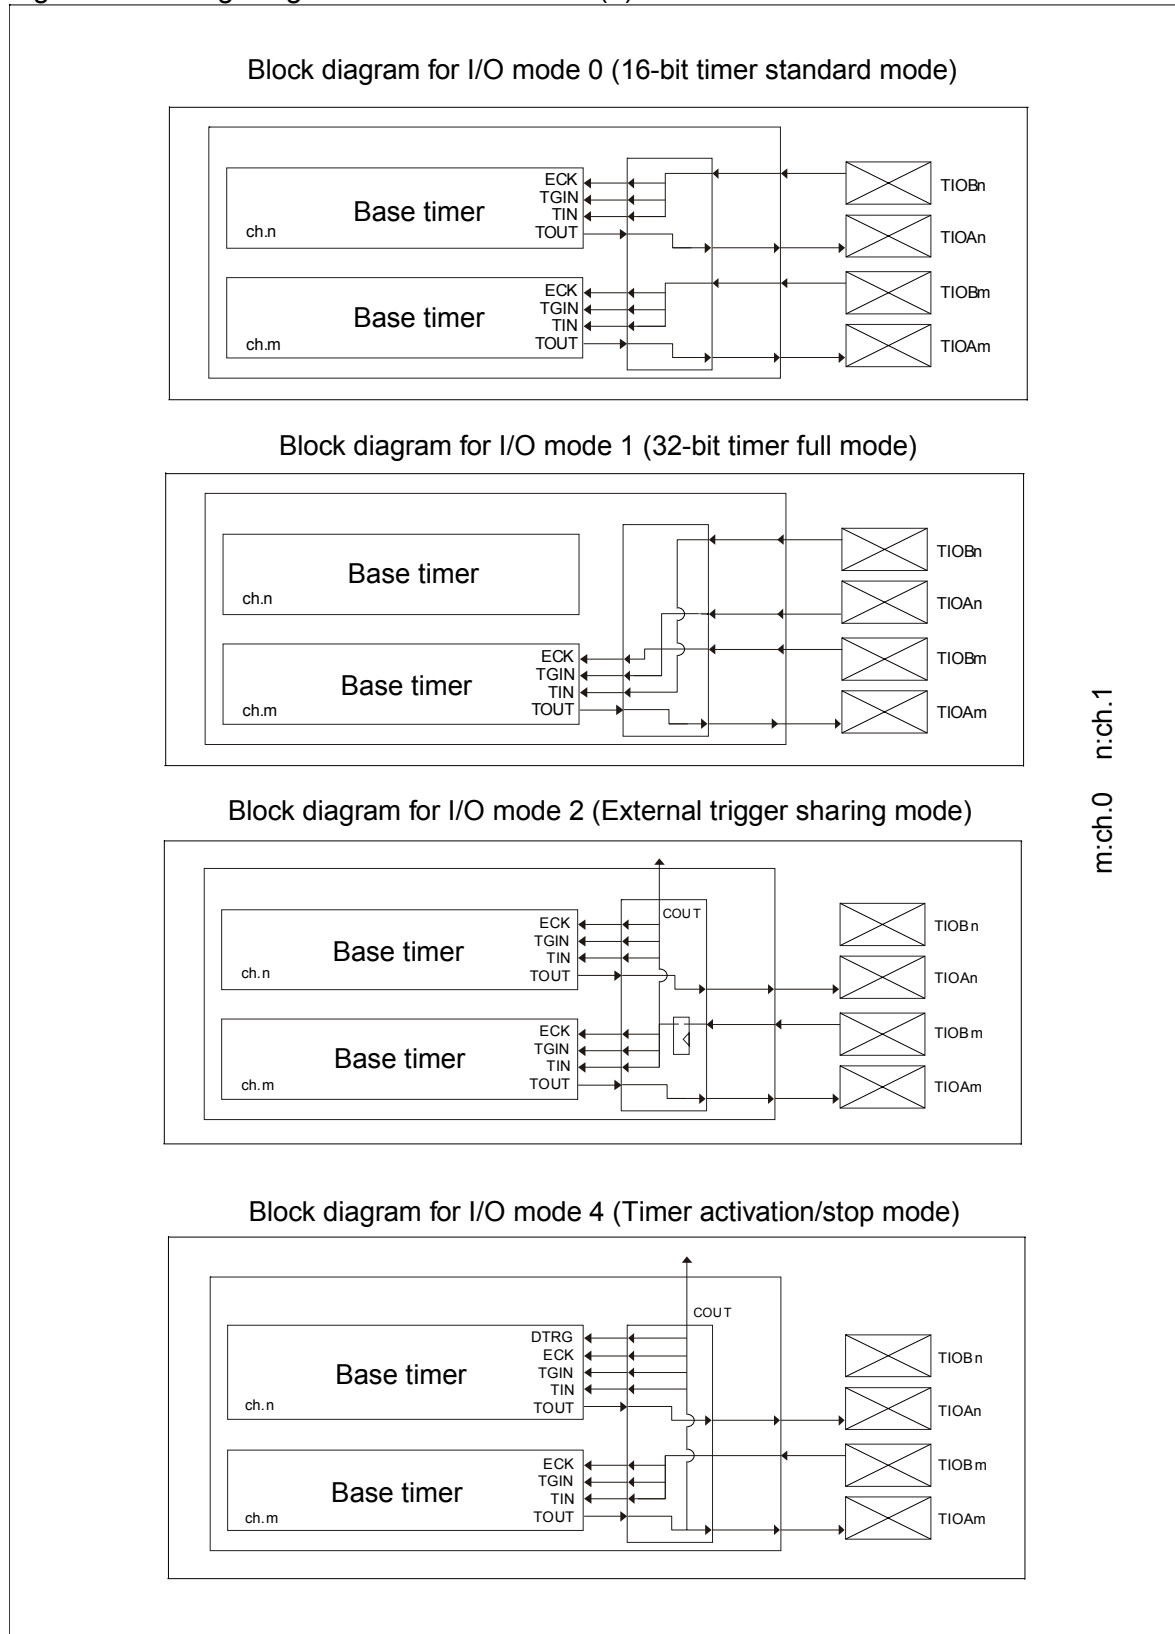 Block diagram for I/O mode 0 (16-bit timer standard mode)
ECK
TGIN
TIN
TOUT
Base timer
ch.n
TIOBn
TIOAn
ECK
TGIN
TIN
TOUT
Base timer
ch.m
TIOBm
TIOAm
Block diagram for I/O mode 1 (32-bit timer full mode)
Base timer
ch.n
TIOBn
TIOAn
ECK
TGIN
TIN
TOUT
Base timer
ch.m
TIOBm
TIOAm
m:ch.0 n:ch.1
Block diagram for I/O mode 2 (External trigger sharing mode)
COUT
ECK
TGIN
TIN
TOUT
Base timer
ch.n
TIOBn
TIOAn
ECK
TGIN
TIN
TOUT
Base timer
ch.m
TIOBm
TIOAm
Block diagram for I/O mode 4 (Timer activation/stop mode)
COUT
DTRG
ECK
TGIN
TIN
TOUT
Base timer
ch.n
TIOBn
TIOAn
ECK
TGIN
TIN
TOUT
Base timer
ch.m
TIOBm
TIOAm